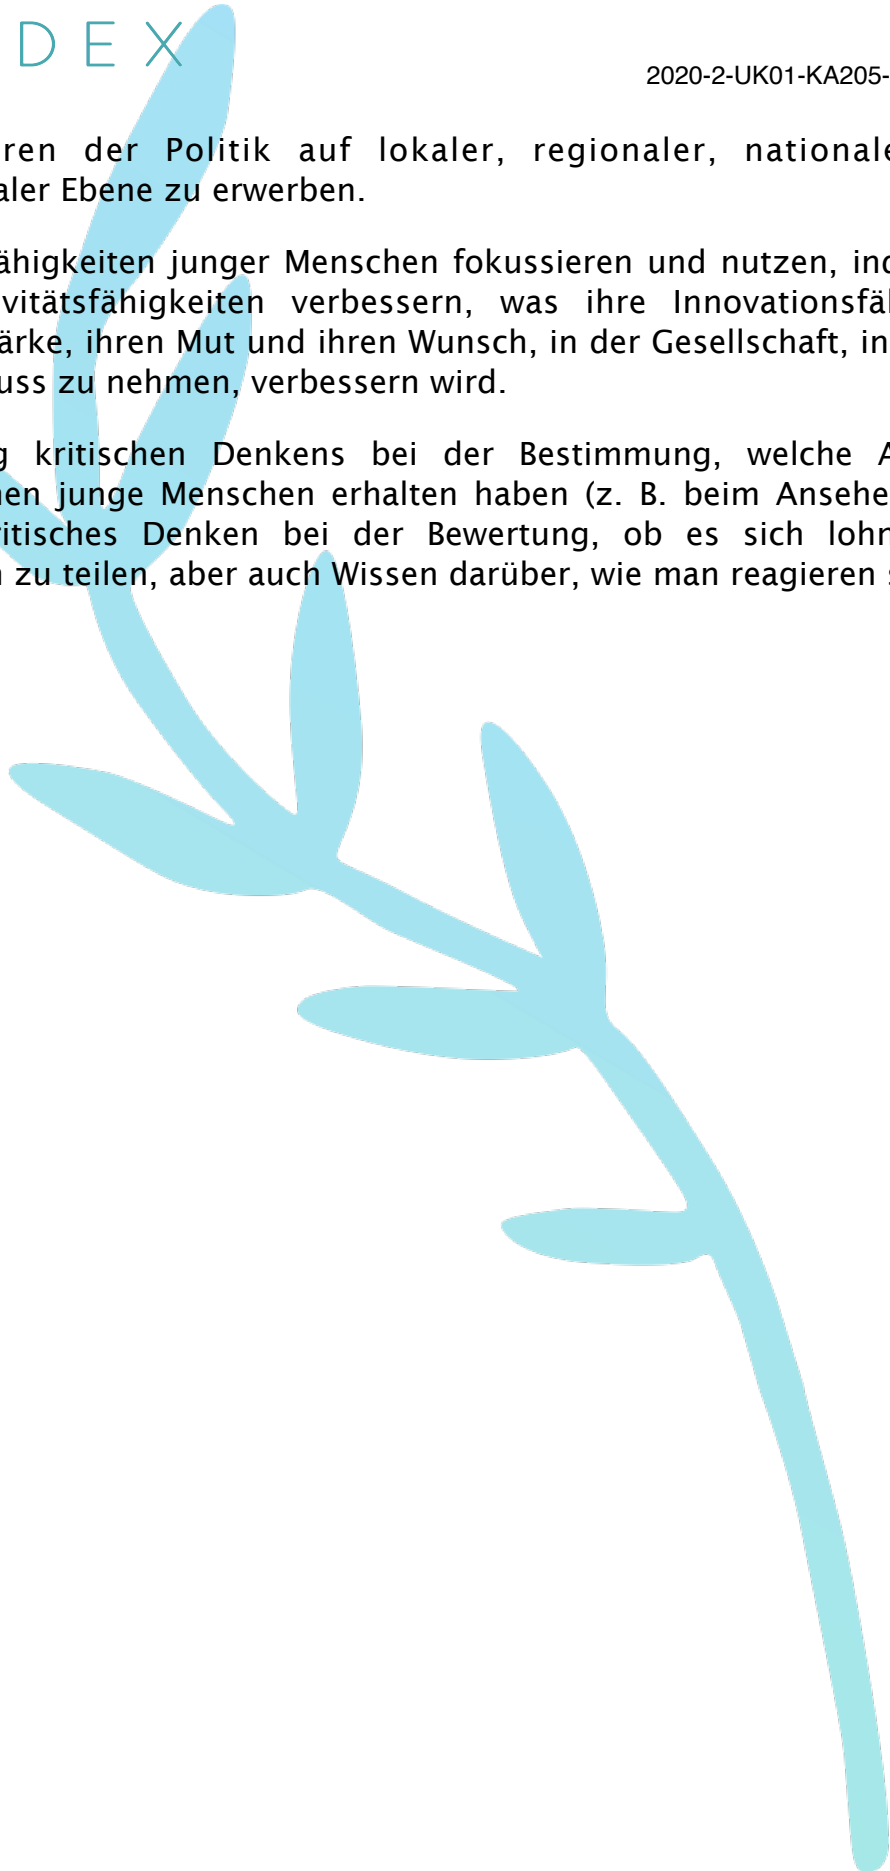 DEX
2020-2-UK01-KA205-
ren der Politik auf lokaler, regionaler, nationale
aler Ebene zu erwerben.
ähigkeiten junger Menschen fokussieren und nutzen, ind
vitätsfähigkeiten verbessern, was ihre Innovationsfäh
ärke, ihren Mut und ihren Wunsch, in der Gesellschaft, in
uss zu nehmen, verbessern wird.
g kritischen Denkens bei der Bestimmung, welche A
en junge Menschen erhalten haben (z. B. beim Ansehe
ritisches Denken bei der Bewertung, ob es sich lohn
zu teilen, aber auch Wissen darüber, wie man reagieren s